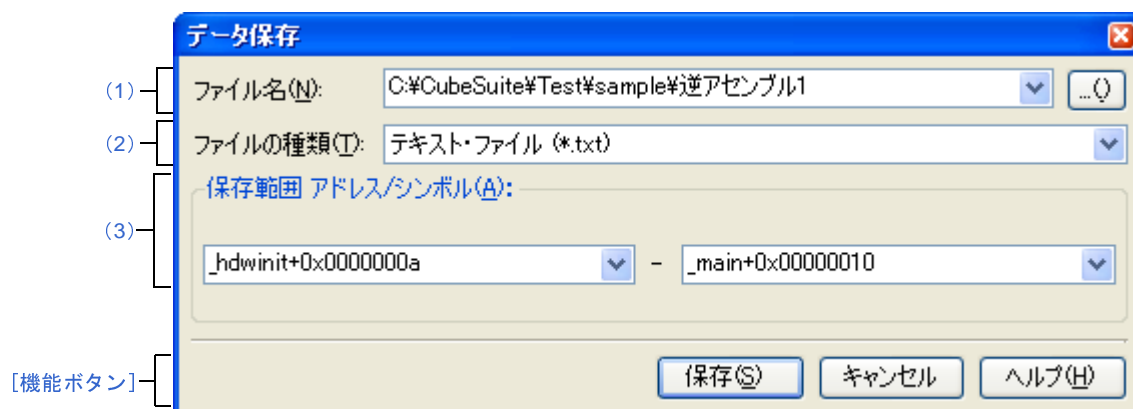 データ保存
(1) ファイル名(N): C:¥CubeSuite¥Test¥sample¥逆アセンブル1 ...()
(2) ファイルの種類(T): テキスト・ファイル (*.txt)
保存範囲 アドレス/シンボル(A):
(3)
_hdwinit+0x0000000a - _main+0x00000010
[機能ボタン] 保存(S) キャンセル ヘルプ(H)